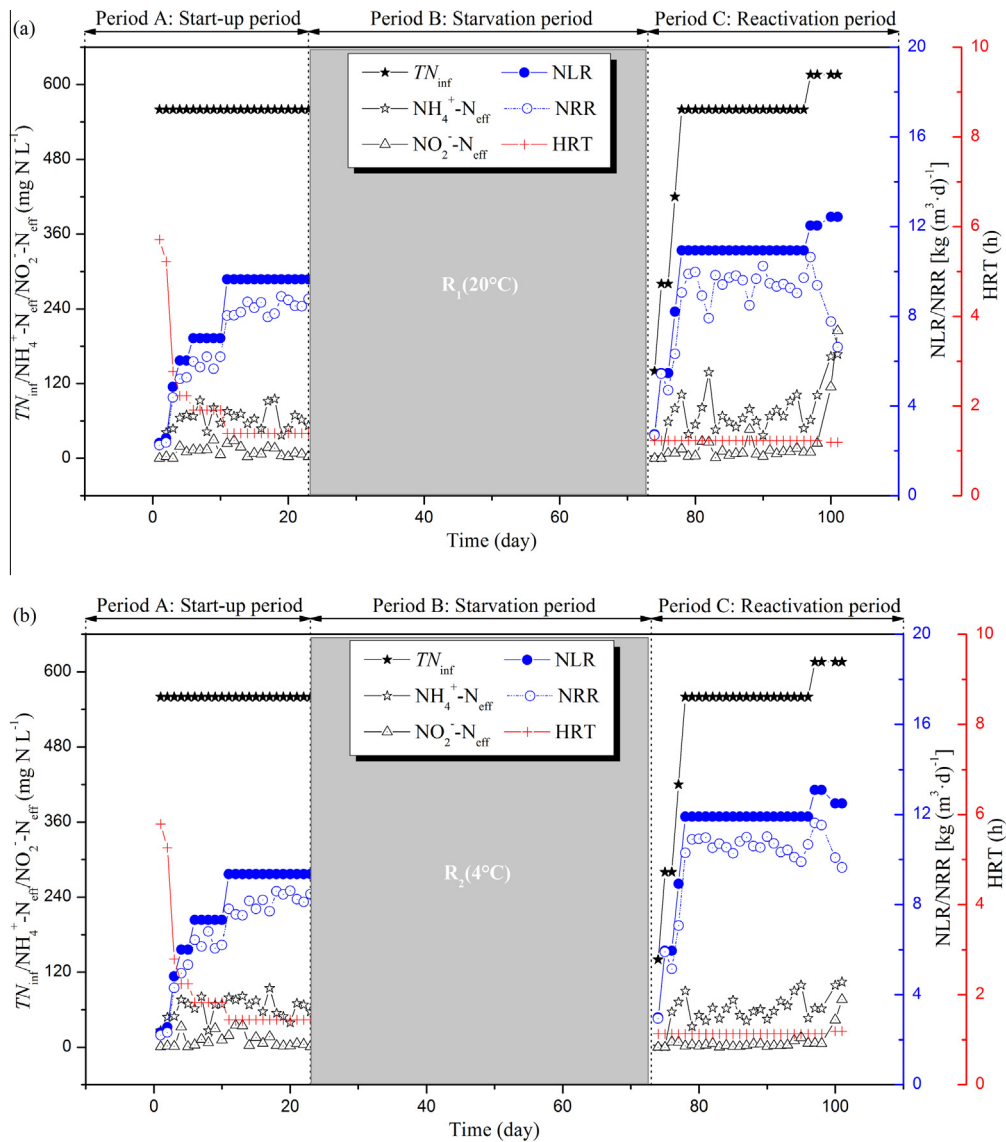 (a)
Period A: Start-up period
Period B: Starvation period
Period C: Reactivation period
TNinf/NH4+-Neff/NO2--Neff (mg N L-1)
600
480
360
240
120
0
TNinf
NH4+-Neff
NO2--Neff
NLR
NRR
HRT
R1(20°C)
20
16
12
8
4
0
NLR/NRR [kg (m3·d)-1]
10
8
6
4
2
0
HRT (h)
0
20
40
60
80
100
Time (day)
(b)
Period A: Start-up period
Period B: Starvation period
Period C: Reactivation period
TNinf/NH4+-Neff/NO2--Neff (mg N L-1)
600
480
360
240
120
0
TNinf
NH4+-Neff
NO2--Neff
NLR
NRR
HRT
R2(4°C)
20
16
12
8
4
0
NLR/NRR [kg (m3·d)-1]
10
8
6
4
2
0
HRT (h)
0
20
40
60
80
100
Time (day)